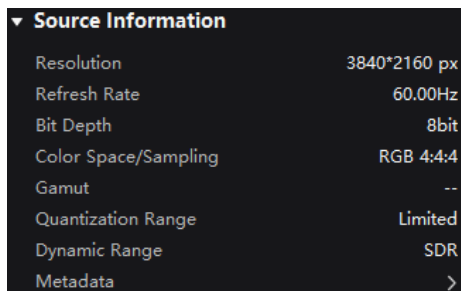 Source Information
Resolution 3840*2160 px
Refresh Rate 60.00Hz
Bit Depth 8bit
Color Space/Sampling RGB 4:4:4
Gamut --
Quantization Range Limited
Dynamic Range SDR
Metadata >